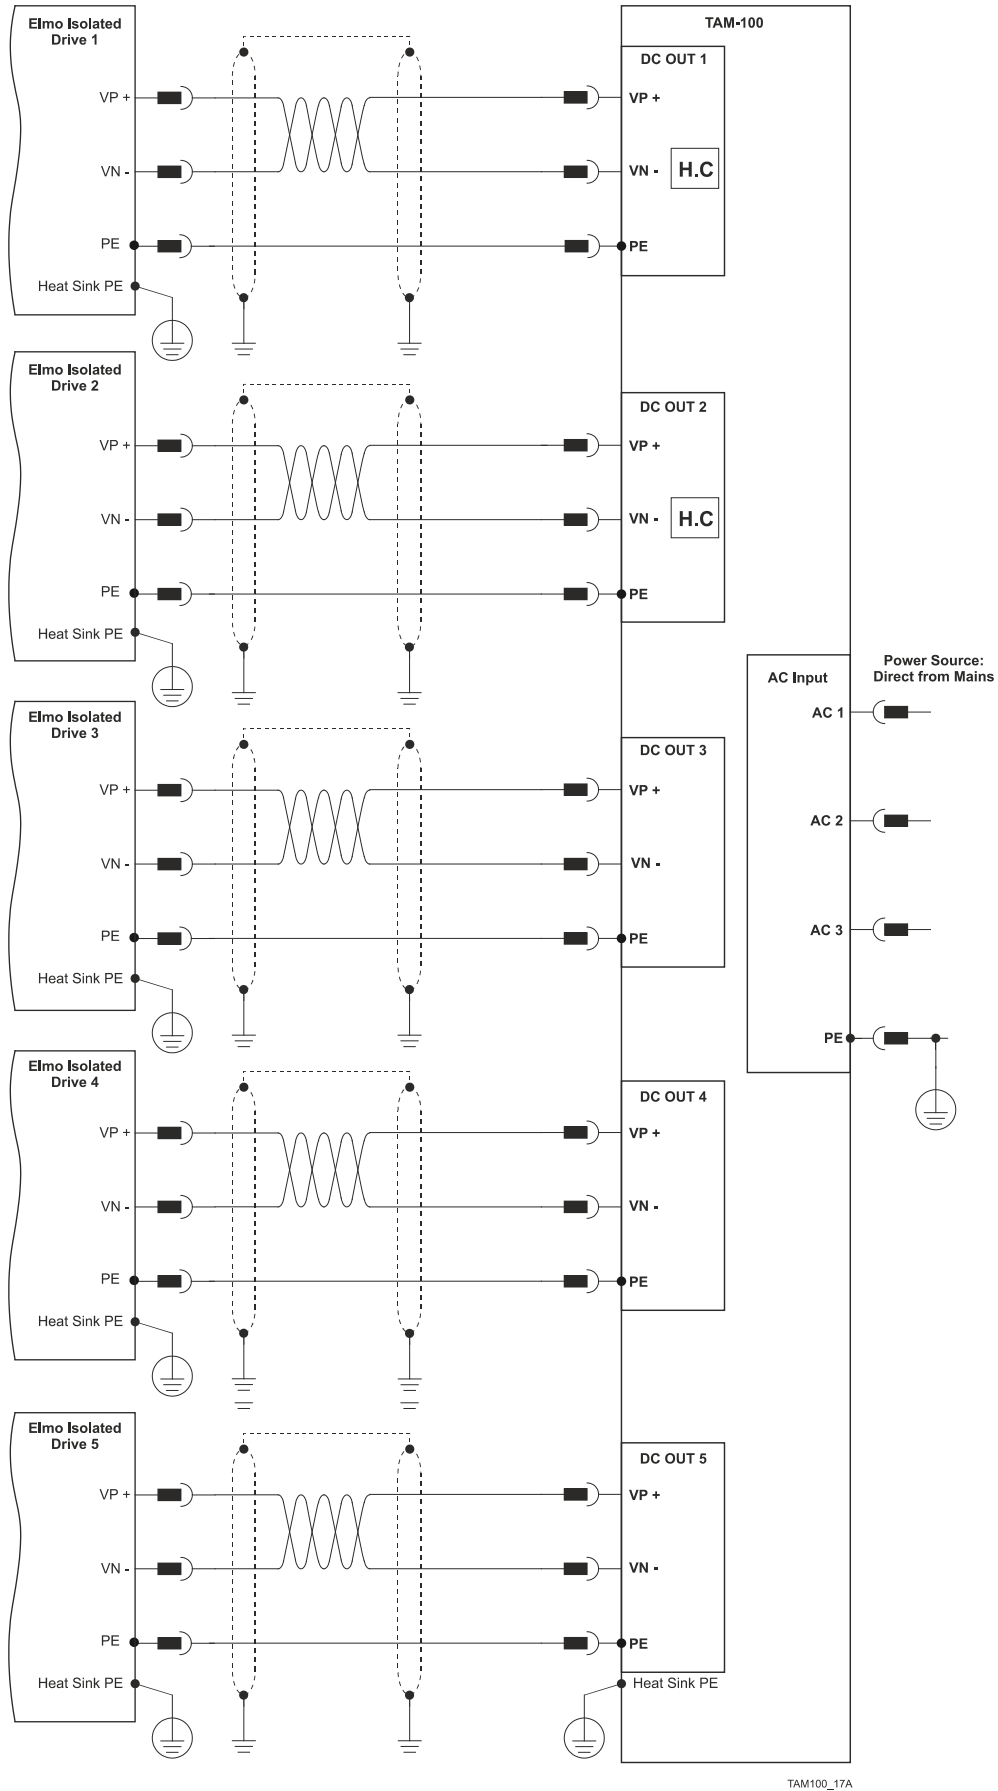 Elmo Isolated
Drive 1
VP +
VN -
PE
Heat Sink PE
TAM-100
DC OUT 1
VP +
VN -
H.C
PE
Elmo Isolated
Drive 2
VP +
VN -
PE
Heat Sink PE
DC OUT 2
VP +
VN -
H.C
PE
AC Input
AC 1
AC 2
AC 3
PE
Power Source:
Direct from Mains
Elmo Isolated
Drive 3
VP +
VN -
PE
Heat Sink PE
DC OUT 3
VP +
VN -
PE
Elmo Isolated
Drive 4
VP +
VN -
PE
Heat Sink PE
DC OUT 4
VP +
VN -
PE
Elmo Isolated
Drive 5
VP +
VN -
PE
Heat Sink PE
DC OUT 5
VP +
VN -
PE
Heat Sink PE
TAM100_17A